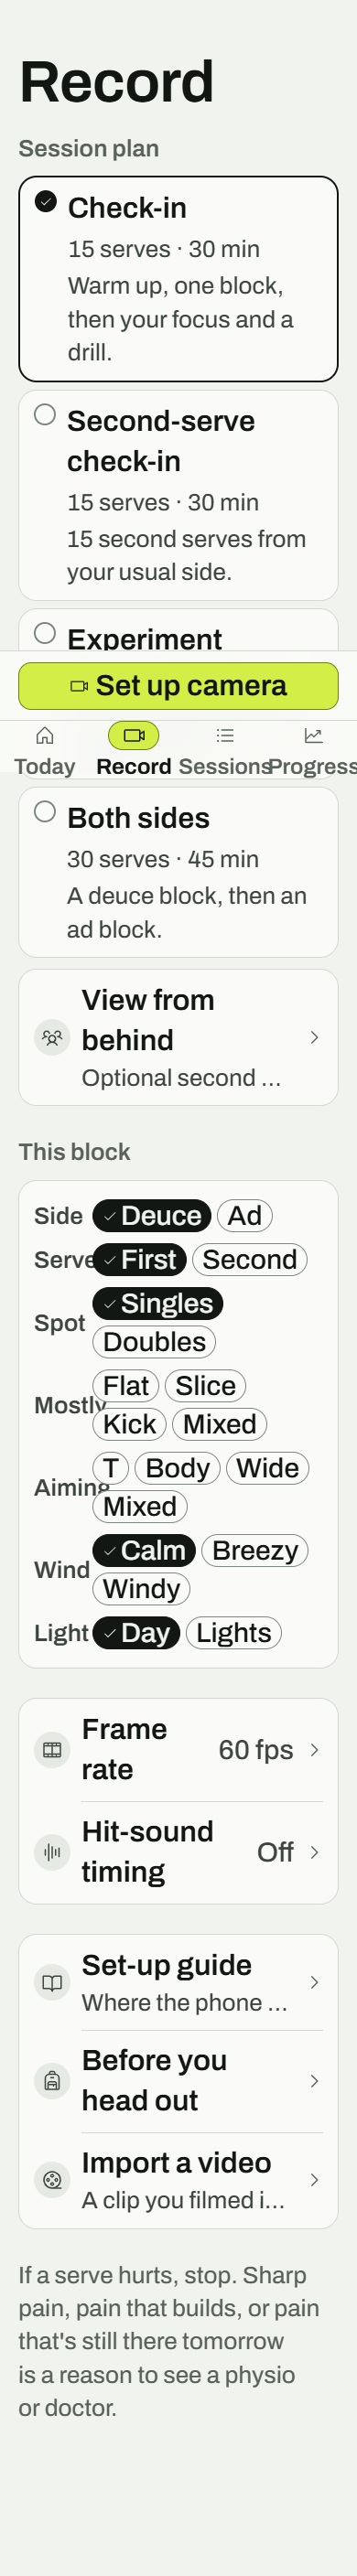 Record
Session plan
Check-in
15 serves · 30 min
Warm up, one block,
then your focus and a
drill.
Second-serve
check-in
15 serves · 30 min
15 second serves from
your usual side.
Experiment
Set up camera
Today Record Sessions Progress
Both sides
30 serves · 45 min
A deuce block, then an
ad block.
View from
behind
Optional second ...
This block
Side Deuce Ad
Serve First Second
Spot Singles
Doubles
Mostly Flat Slice
Kick Mixed
Aiming T Body Wide
Mixed
Wind Calm Breezy
Windy
Light Day Lights
Frame
rate
60 fps
Hit-sound
timing
Off
Set-up guide
Where the phone ...
Before you
head out
Import a video
A clip you filmed i...
If a serve hurts, stop. Sharp
pain, pain that builds, or pain
that's still there tomorrow
is a reason to see a physio
or doctor.